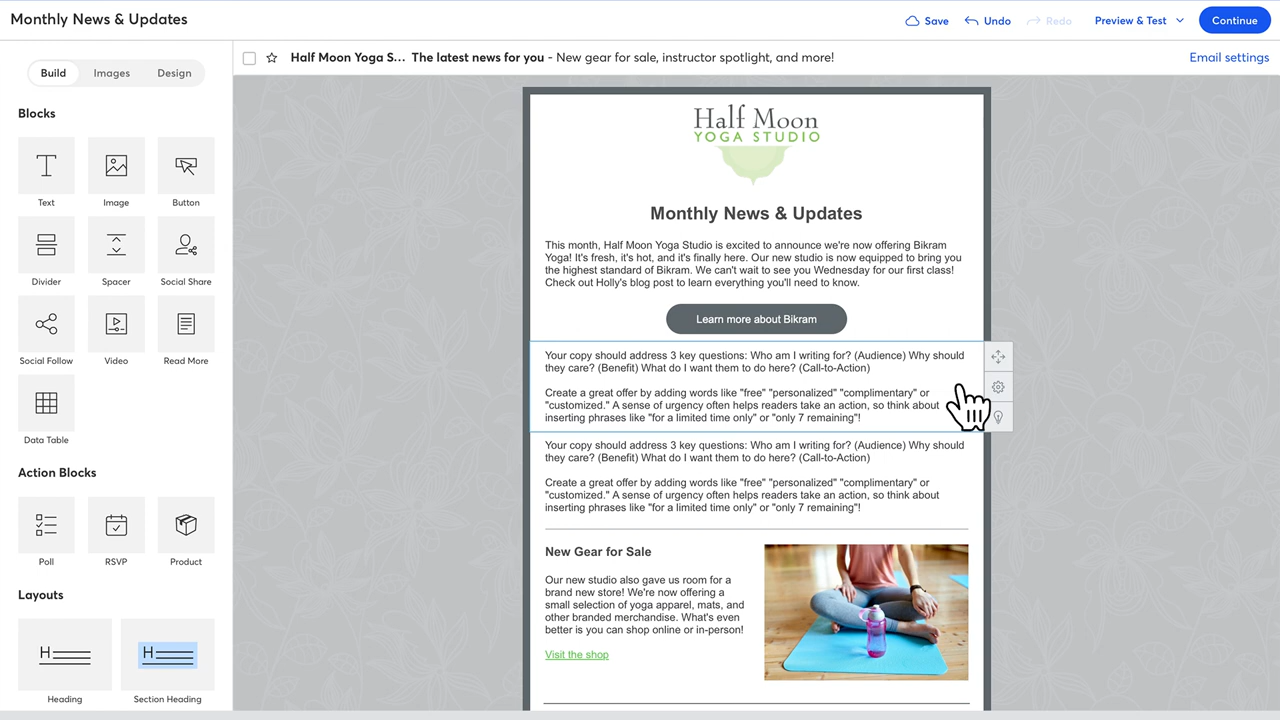 Monthly News & Updates
Save
Undo
Redo
Preview & Test
Continue
Build
Images
Design
Half Moon Yoga S... The latest news for you - New gear for sale, instructor spotlight, and more!
Email settings
Blocks
Text
Image
Button
Divider
Spacer
Social Share
Social Follow
Video
Read More
Data Table
Action Blocks
Poll
RSVP
Product
Layouts
H
H
Heading
Section Heading
Half Moon
YOGA STUDIO
Monthly News & Updates
This month, Half Moon Yoga Studio is excited to announce we're now offering Bikram
Yoga! It's fresh, it's hot, and it's finally here. Our new studio is now equipped to bring you
the highest standard of Bikram. We can't wait to see you Wednesday for our first class!
Check out Holly's blog post to learn everything you'll need to know.
Learn more about Bikram
Your copy should address 3 key questions: Who am I writing for? (Audience) Why should
they care? (Benefit) What do I want them to do here? (Call-to-Action)
Create a great offer by adding words like "free" "personalized" "complimentary" or
"customized." A sense of urgency often helps readers take an action, so think about
inserting phrases like "for a limited time only" or "only 7 remaining"!
Your copy should address 3 key questions: Who am I writing for? (Audience) Why should
they care? (Benefit) What do I want them to do here? (Call-to-Action)
Create a great offer by adding words like "free" "personalized" "complimentary" or
"customized." A sense of urgency often helps readers take an action, so think about
inserting phrases like "for a limited time only" or "only 7 remaining"!
New Gear for Sale
Our new studio also gave us room for a
brand new store! We're now offering a
small selection of yoga apparel, mats, and
other branded merchandise. What's even
better is you can shop online or in-person!
Visit the shop